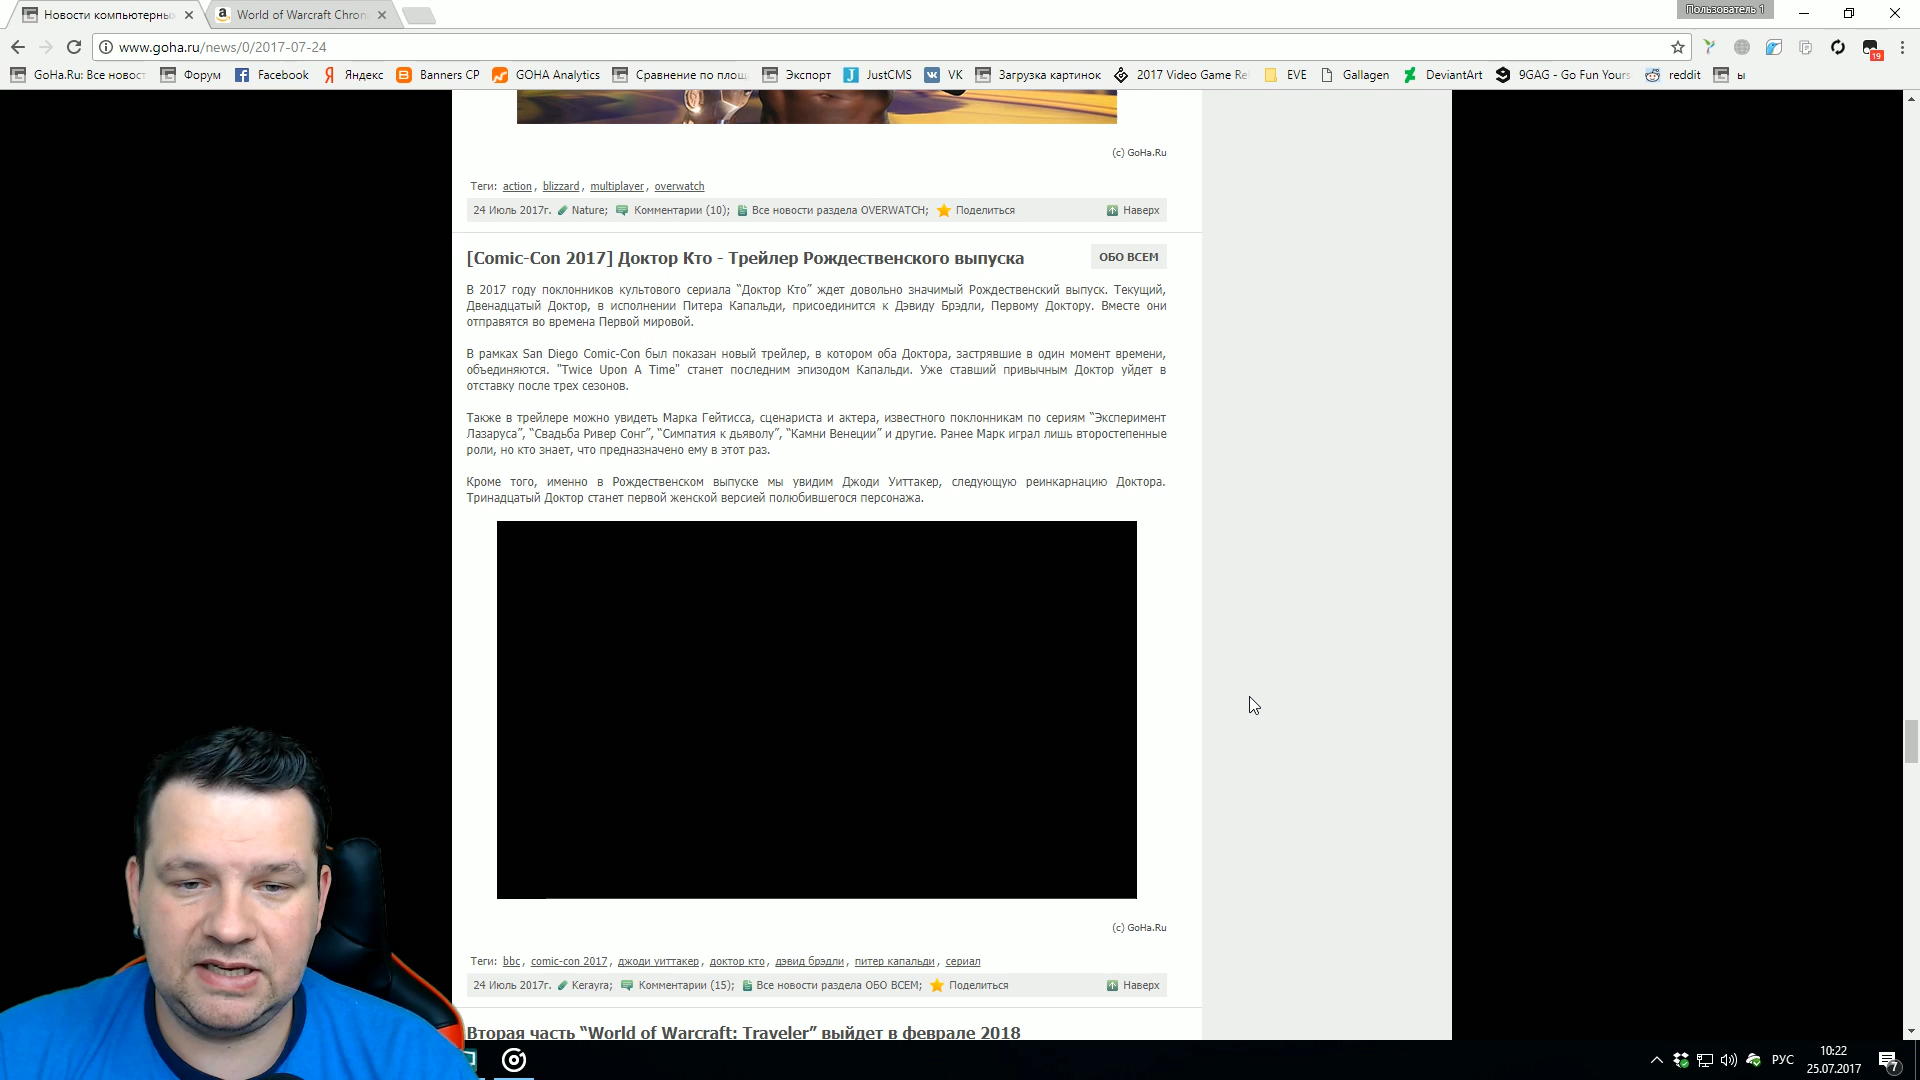 Новости компьютерны
World of Warcraft Chron
Пользователь 1
www.goha.ru/news/0/2017-07-24
19
GoHa.Ru: Все новост
Форум
Facebook
Яндекс
Banners CP
GOHA Analytics
Сравнение по площ
Экспорт
JustCMS
VK
Загрузка картинок
2017 Video Game Re
EVE
Gallagen
DeviantArt
9GAG - Go Fun Yours
reddit
ы
(c) GoHa.Ru
Теги: action, blizzard, multiplayer, overwatch
24 Июль 2017г. Nature; Комментарии (10); Все новости раздела OVERWATCH; Поделиться Наверх
[Comic-Con 2017] Доктор Кто - Трейлер Рождественского выпуска
ОБО ВСЕМ
В 2017 году поклонников культового сериала “Доктор Кто” ждет довольно значимый Рождественский выпуск. Текущий,
Двенадцатый Доктор, в исполнении Питера Капальди, присоединится к Дэвиду Брэдли, Первому Доктору. Вместе они
отправятся во времена Первой мировой.
В рамках San Diego Comic-Con был показан новый трейлер, в котором оба Доктора, застрявшие в один момент времени,
объединяются. "Twice Upon A Time" станет последним эпизодом Капальди. Уже ставший привычным Доктор уйдет в
отставку после трех сезонов.
Также в трейлере можно увидеть Марка Гейтисса, сценариста и актера, известного поклонникам по сериям “Эксперимент
Лазаруса”, “Свадьба Ривер Сонг”, “Симпатия к дьяволу”, “Камни Венеции” и другие. Ранее Марк играл лишь второстепенные
роли, но кто знает, что предназначено ему в этот раз.
Кроме того, именно в Рождественском выпуске мы увидим Джоди Уиттакер, следующую реинкарнацию Доктора.
Тринадцатый Доктор станет первой женской версией полюбившегося персонажа.
(c) GoHa.Ru
Теги: bbc, comic-con 2017, джоди уиттакер, доктор кто, дэвид брэдли, питер капальди, сериал
24 Июль 2017г. Kerayra; Комментарии (15); Все новости раздела ОБО ВСЕМ; Поделиться Наверх
Вторая часть “World of Warcraft: Traveler” выйдет в феврале 2018
РУС
10:22
25.07.2017
7